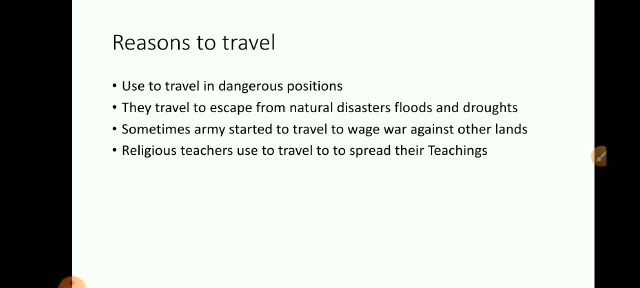 Reasons to travel
• Use to travel in dangerous positions
• They travel to escape from natural disasters floods and droughts
• Sometimes army started to travel to wage war against other lands
• Religious teachers use to travel to to spread their Teachings